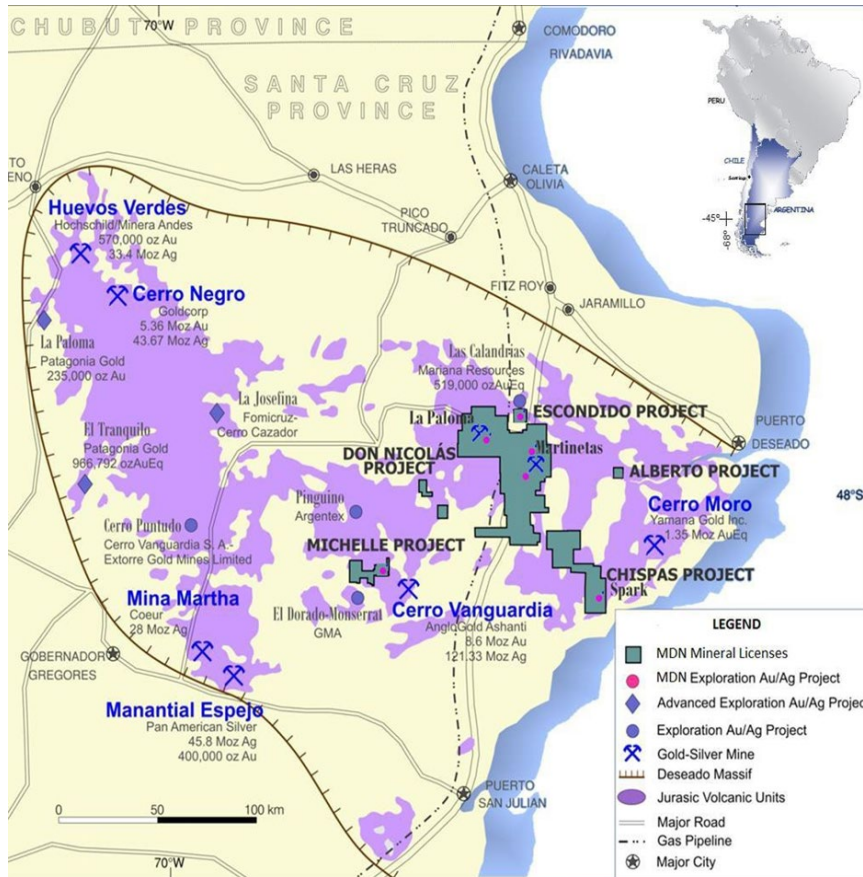 70°W
CHUBUT PROVINCE
COMODORO
RIVADAVIA
SANTA CRUZ
PROVINCE
PERU
CHILE
Santiago
ARGENTINA
-45°
-68°
LAS HERAS
CALETA
OLIVIA
TO
ENO
PICO
TRUNCADO
Huevos Verdes
Hochschild/Minera Andes
570,000 oz Au
33.4 Moz Ag
FITZ ROY
JARAMILLO
Cerro Negro
Goldcorp
5.36 Moz Au
43.67 Moz Ag
La Paloma
Patagonia Gold
235,000 oz Au
Las Calandrias
Mariana Resources
519,000 ozAuEq
La Josefina
Fomicruz-
Cerro Cazador
La Paloma
ESCONDIDO PROJECT
PUERTO
DESEADO
El Tranquilo
Patagonia Gold
966,792 ozAuEq
DON NICOLÁS
PROJECT
Martinetas
ALBERTO PROJECT
48°S
Pinguino
Argentex
Cerro Moro
Yamana Gold Inc.
1.35 Moz AuEq
Cerro Puntudo
Cerro Vanguardia S. A.-
Extorre Gold Mines Limited
MICHELLE PROJECT
CHISPAS PROJECT
Spark
Mina Martha
Coeur
28 Moz Ag
El Dorado-Monserrat
GMA
Cerro Vanguardia
AngloGold Ashanti
8.6 Moz Au
121.33 Moz Ag
GOBERNADOR
GREGORES
Manantial Espejo
Pan American Silver
45.8 Moz Ag
400,000 oz Au
PUERTO
SAN JULIAN
0
50
100 km
70°W
LEGEND
MDN Mineral Licenses
MDN Exploration Au/Ag Project
Advanced Exploration Au/Ag Projec
Exploration Au/Ag Project
Gold-Silver Mine
Deseado Massif
Jurasic Volcanic Units
Major Road
Gas Pipeline
Major City